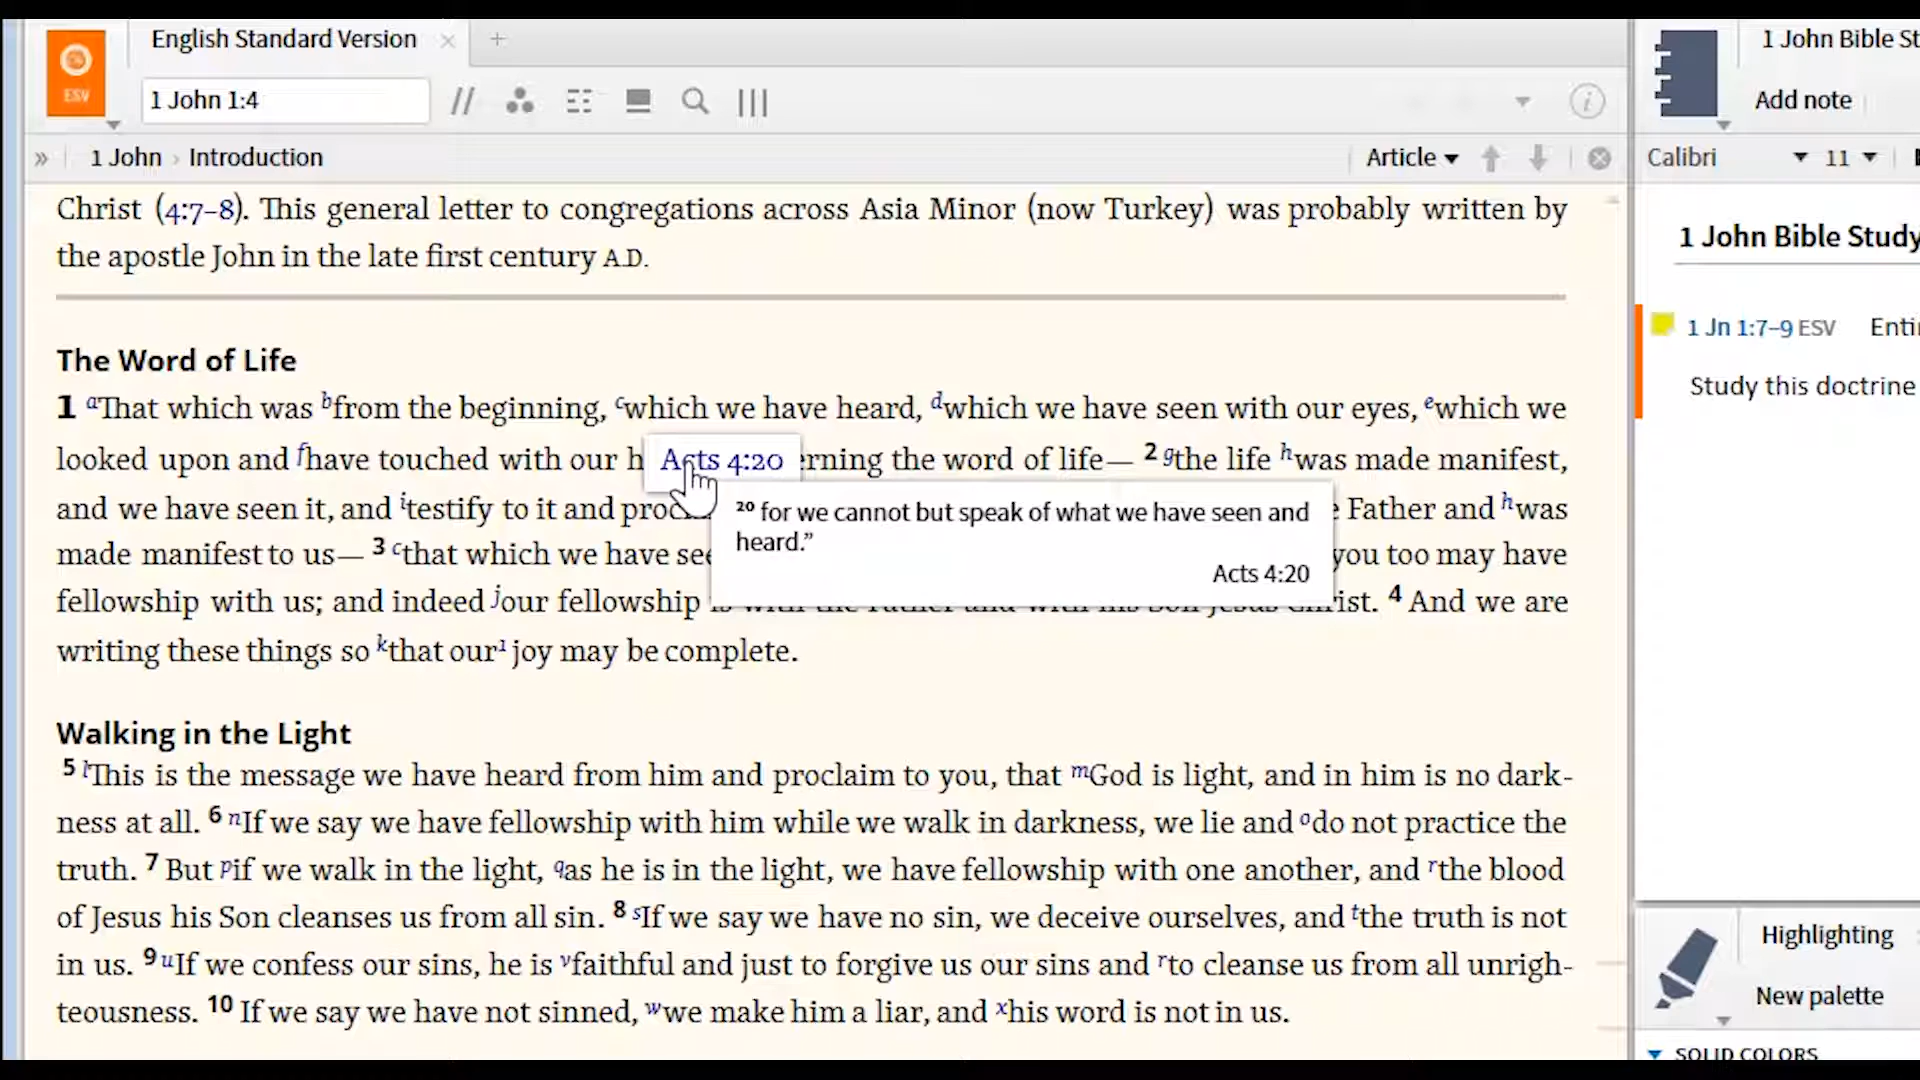 English Standard Version
ESV
1 John 1:4
1 John › Introduction
Article
Christ (4:7–8). This general letter to congregations across Asia Minor (now Turkey) was probably written by
the apostle John in the late first century A.D.
The Word of Life
1 aThat which was bfrom the beginning, cwhich we have heard, dwhich we have seen with our eyes, ewhich we
looked upon and fhave touched with our h Acts 4:20 erning the word of life— 2 gthe life hwas made manifest,
and we have seen it, and itestify to it and Father and hwas
20 for we cannot but speak of what we have seen and
heard.”
Acts 4:20
made manifest to us— 3 cthat which we have see you too may have
fellowship with us; and indeed jour fellowship is with the Father and with his Son Jesus Christ. 4 And we are
writing these things so kthat our1 joy may be complete.
Walking in the Light
5 lThis is the message we have heard from him and proclaim to you, that mGod is light, and in him is no dark-
ness at all. 6 nIf we say we have fellowship with him while we walk in darkness, we lie and odo not practice the
truth. 7 But pif we walk in the light, qas he is in the light, we have fellowship with one another, and rthe blood
of Jesus his Son cleanses us from all sin. 8 sIf we say we have no sin, we deceive ourselves, and tthe truth is not
in us. 9 uIf we confess our sins, he is vfaithful and just to forgive us our sins and rto cleanse us from all unrigh-
teousness. 10 If we say we have not sinned, wwe make him a liar, and xhis word is not in us.
1 John Bible St
Add note
Calibri 11
1 John Bible Study
1 Jn 1:7–9 ESV Enti
Study this doctrine
Highlighting
New palette
SOLID COLORS